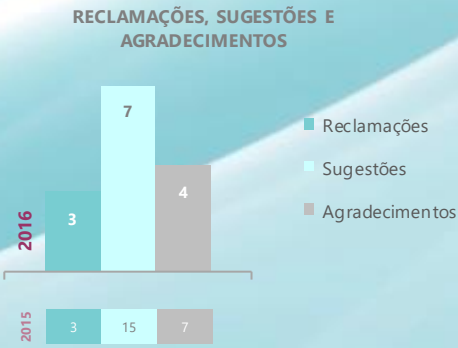 RECLAMAÇÕES, SUGESTÕES E
AGRADECIMENTOS
7
4
3
2016
Reclamações
Sugestões
Agradecimentos
2015
3 15 7